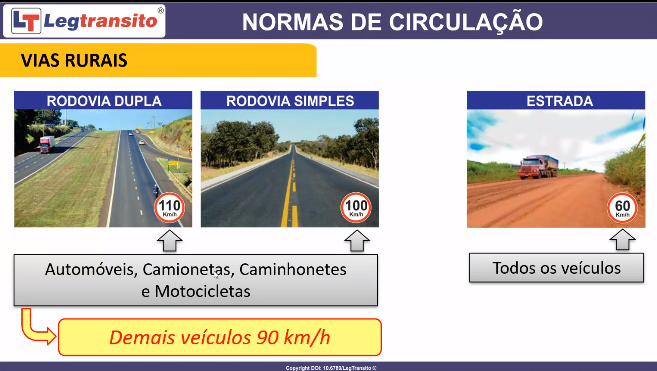 LT Legtransito®
NORMAS DE CIRCULAÇÃO
VIAS RURAIS
RODOVIA DUPLA
RODOVIA SIMPLES
ESTRADA
110
Km/h
100
Km/h
60
Km/h
Automóveis, Camionetas, Caminhonetes
e Motocicletas
Todos os veículos
Demais veículos 90 km/h
Copyright DOI: 10.6789/LegTransito ©